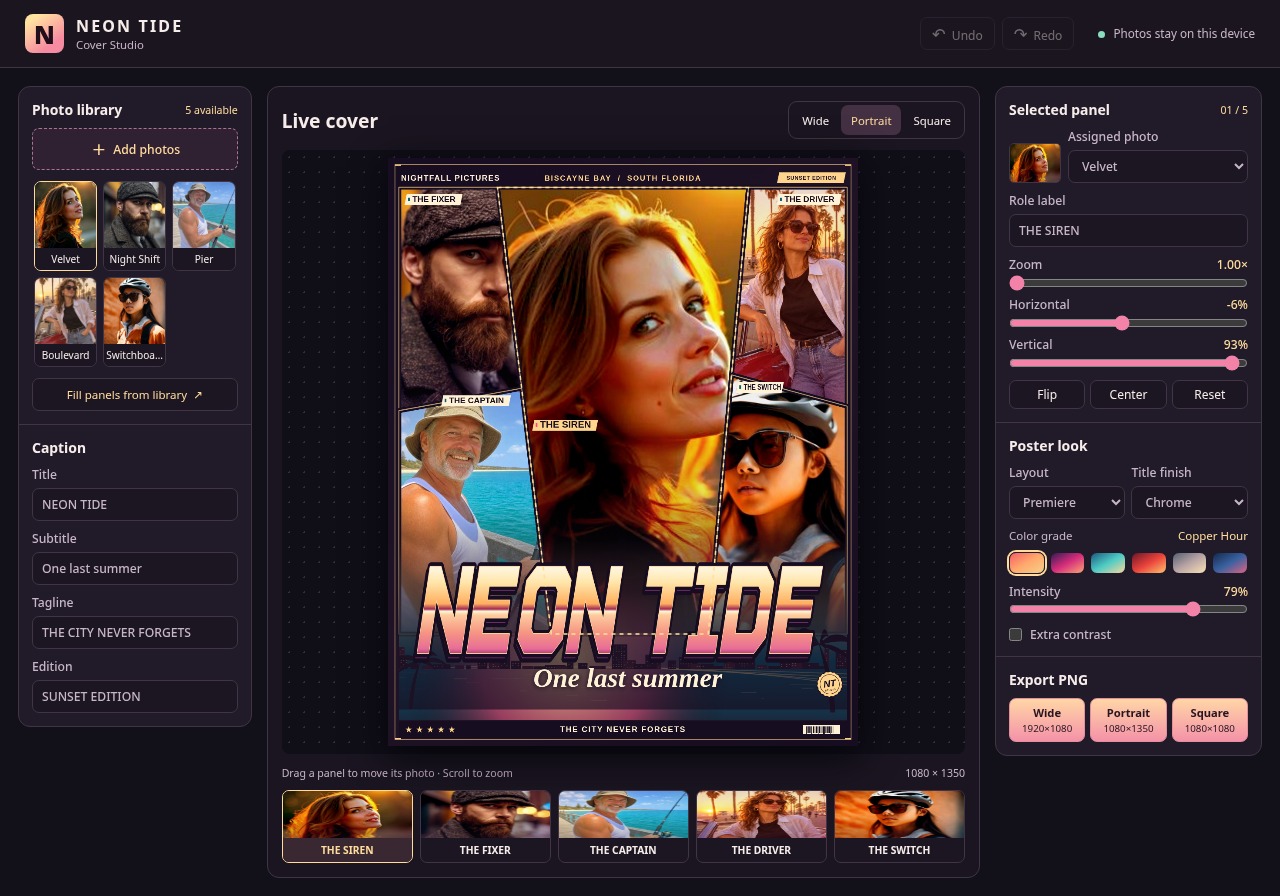 N
NEON TIDE
Cover Studio
Undo
Redo
Photos stay on this device
Photo library
5 available
+ Add photos
Velvet
Night Shift
Pier
Boulevard
Switchboa...
Fill panels from library ↗
Caption
Title
NEON TIDE
Subtitle
One last summer
Tagline
THE CITY NEVER FORGETS
Edition
SUNSET EDITION
Live cover
Wide
Portrait
Square
NIGHTFALL PICTURES
BISCAYNE BAY / SOUTH FLORIDA
SUNSET EDITION
THE FIXER
THE DRIVER
THE CAPTAIN
THE SWITCH
THE SIREN
NEON TIDE
One last summer
NT
★ ★ ★ ★ ★
THE CITY NEVER FORGETS
Drag a panel to move its photo · Scroll to zoom
1080 × 1350
THE SIREN
THE FIXER
THE CAPTAIN
THE DRIVER
THE SWITCH
Selected panel
01 / 5
Assigned photo
Velvet
Role label
THE SIREN
Zoom
1.00×
Horizontal
-6%
Vertical
93%
Flip
Center
Reset
Poster look
Layout
Title finish
Premiere
Chrome
Color grade
Copper Hour
Intensity
79%
Extra contrast
Export PNG
Wide
1920×1080
Portrait
1080×1350
Square
1080×1080